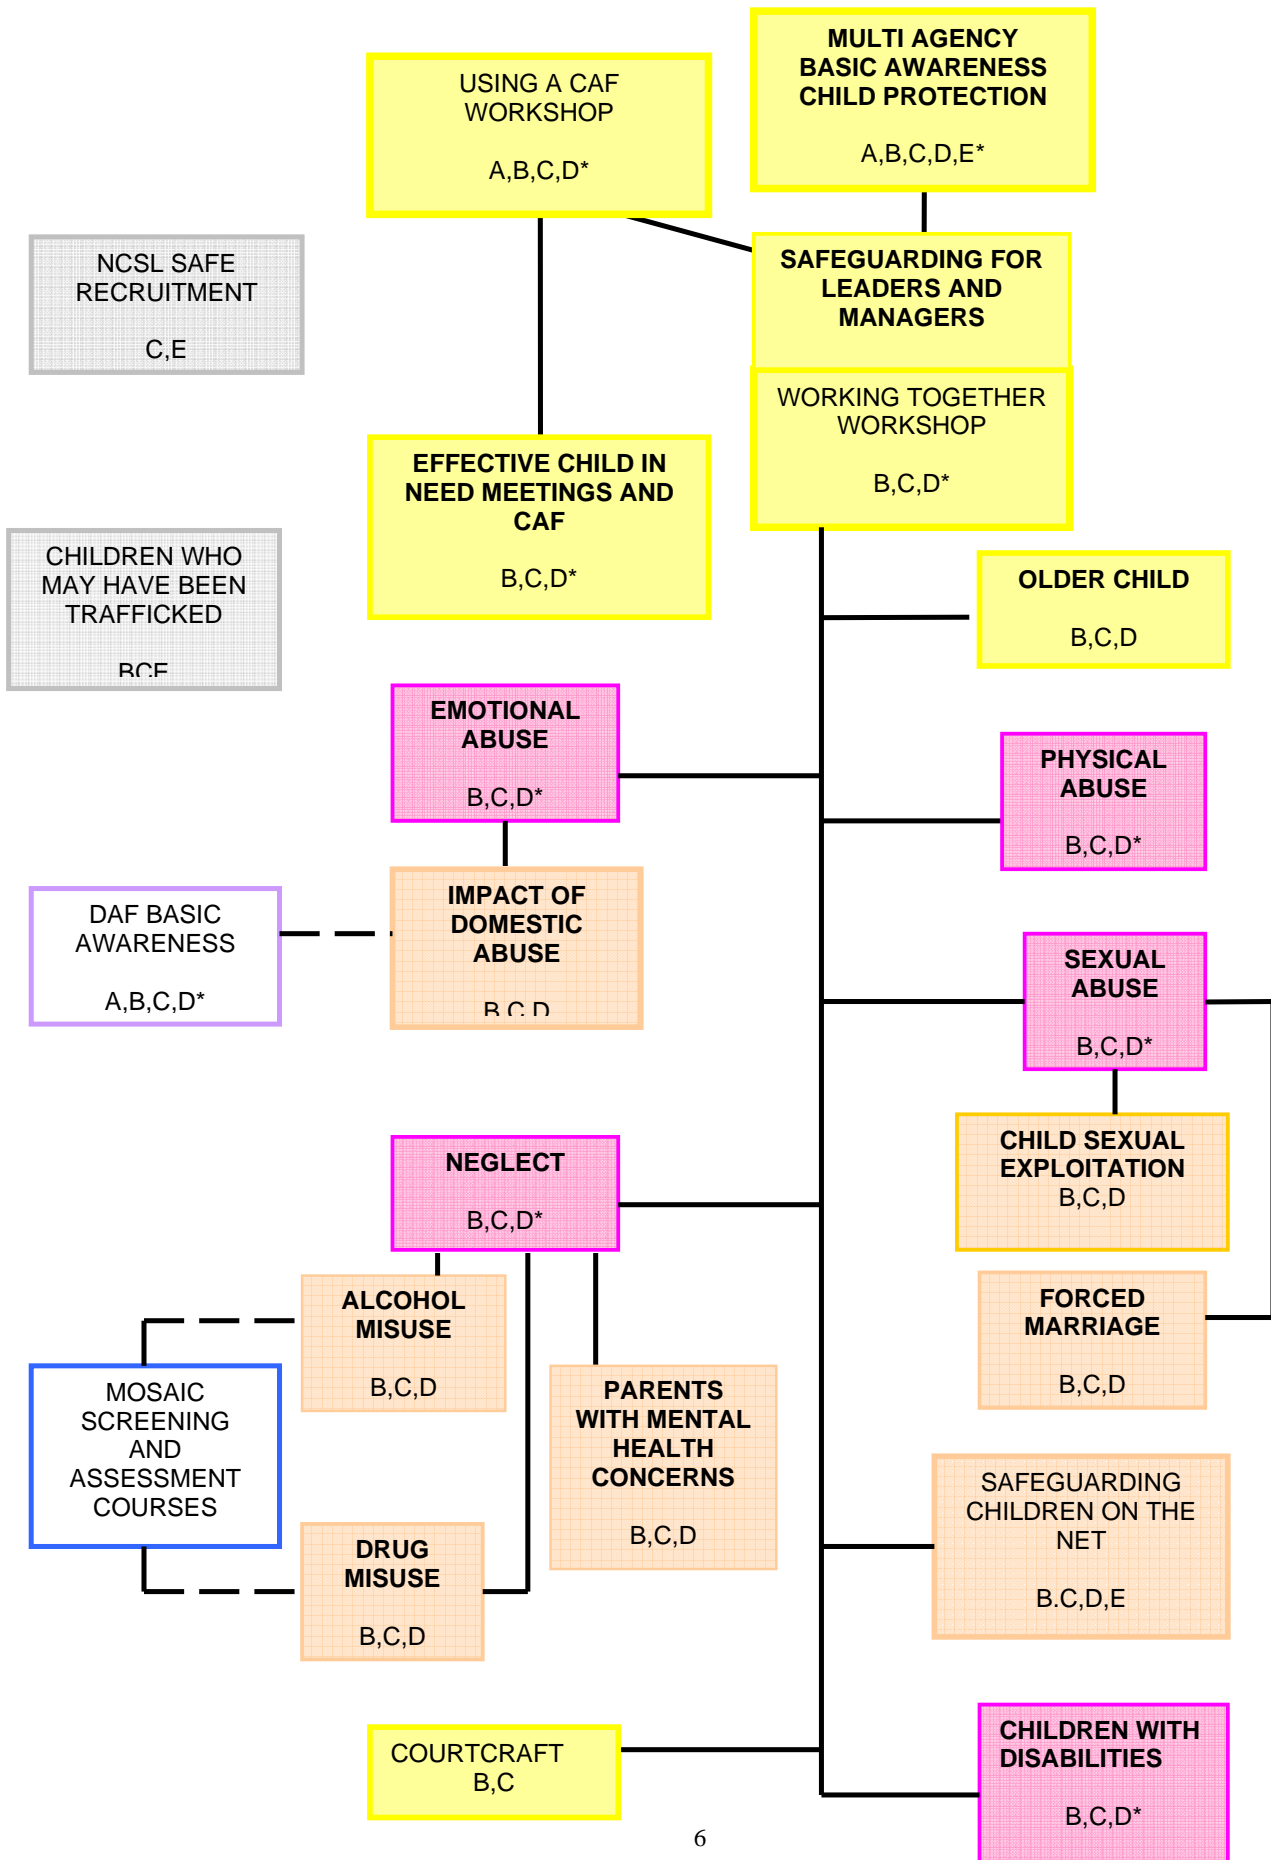 MULTI AGENCY
BASIC AWARENESS
CHILD PROTECTION
A,B,C,D,E*
USING A CAF
WORKSHOP
A,B,C,D*
NCSL SAFE
RECRUITMENT
C,E
SAFEGUARDING FOR
LEADERS AND
MANAGERS
WORKING TOGETHER
WORKSHOP
B,C,D*
EFFECTIVE CHILD IN
NEED MEETINGS AND
CAF
B,C,D*
CHILDREN WHO
MAY HAVE BEEN
TRAFFICKED
BCE
OLDER CHILD
B,C,D
EMOTIONAL
ABUSE
B,C,D*
PHYSICAL
ABUSE
B,C,D*
DAF BASIC
AWARENESS
A,B,C,D*
IMPACT OF
DOMESTIC
ABUSE
B,C,D
SEXUAL
ABUSE
B,C,D*
CHILD SEXUAL
EXPLOITATION
B,C,D
NEGLECT
B,C,D*
ALCOHOL
MISUSE
B,C,D
FORCED
MARRIAGE
B,C,D
MOSAIC
SCREENING
AND
ASSESSMENT
COURSES
PARENTS
WITH MENTAL
HEALTH
CONCERNS
B,C,D
SAFEGUARDING
CHILDREN ON THE
NET
B.C,D,E
DRUG
MISUSE
B,C,D
COURTCRAFT
B,C
CHILDREN WITH
DISABILITIES
B,C,D*
6